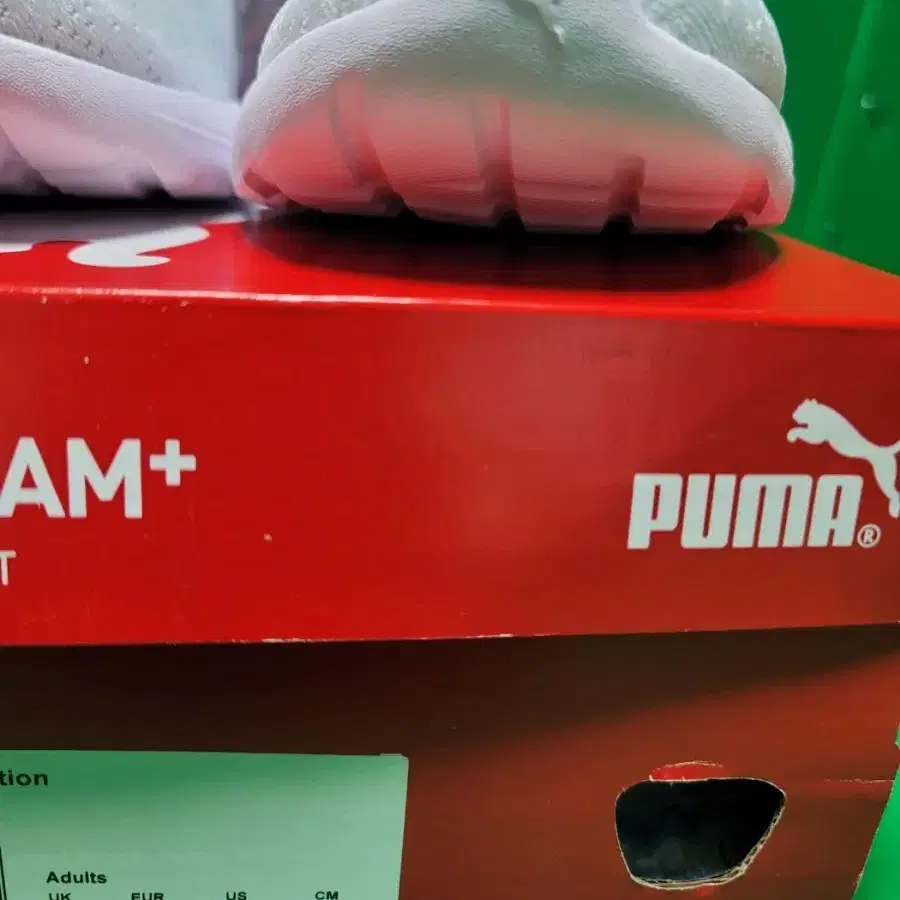 AM+
T
PUMA®
tion
Adults
UK EUR US CM